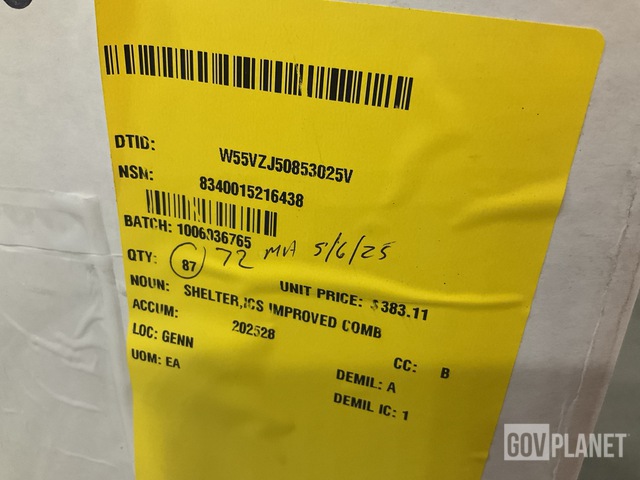 DTID: W55VZJ50853025V
NSN: 8340015216438
BATCH: 1006036765
QTY: 87 72 MVA 5/6/25
UNIT PRICE: $383.11
NOUN: SHELTER,ICS IMPROVED COMB
ACCUM: 202528
LOC: GENN CC: B
UOM: EA DEMIL: A
DEMIL IC: 1
GOVPLANET